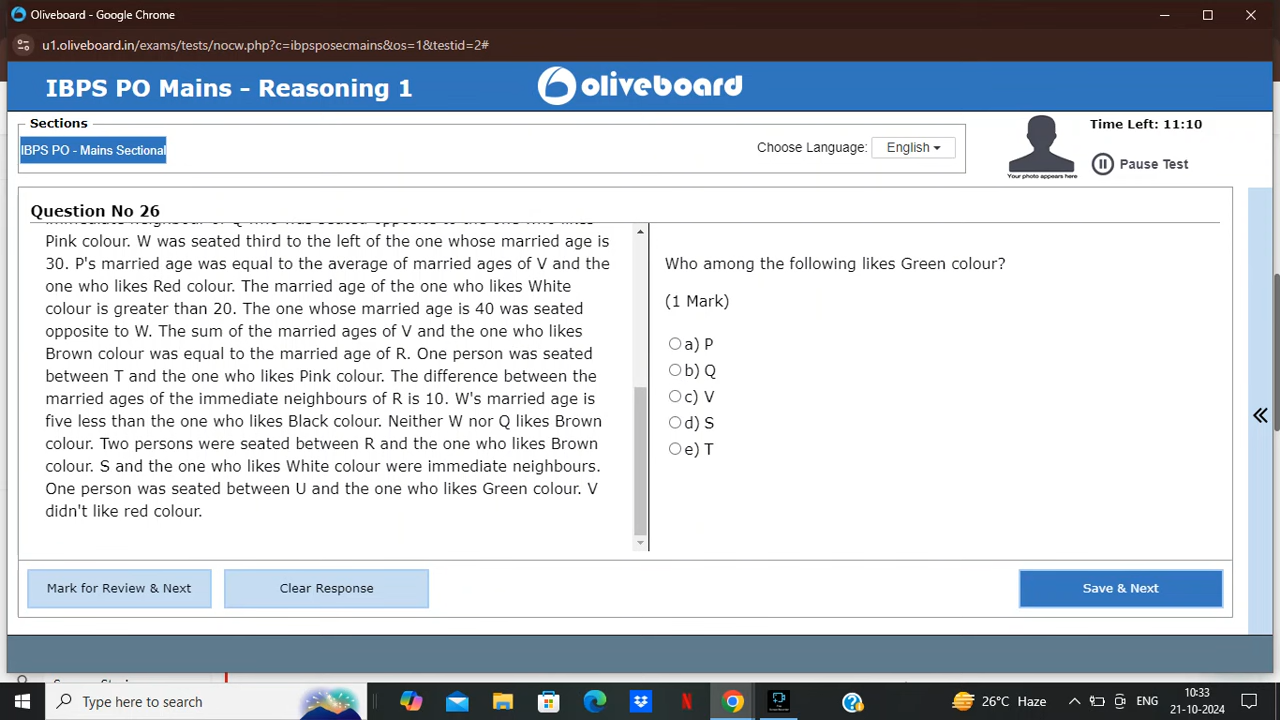 Oliveboard - Google Chrome
u1.oliveboard.in/exams/tests/nocw.php?c=ibpsposecmains&os=1&testid=2#
IBPS PO Mains - Reasoning 1
oliveboard
Sections
IBPS PO - Mains Sectional
Choose Language: English
Your photo appears here
Time Left: 11:10
Pause Test
Question No 26
Pink colour. W was seated third to the left of the one whose married age is
30. P's married age was equal to the average of married ages of V and the
one who likes Red colour. The married age of the one who likes White
colour is greater than 20. The one whose married age is 40 was seated
opposite to W. The sum of the married ages of V and the one who likes
Brown colour was equal to the married age of R. One person was seated
between T and the one who likes Pink colour. The difference between the
married ages of the immediate neighbours of R is 10. W's married age is
five less than the one who likes Black colour. Neither W nor Q likes Brown
colour. Two persons were seated between R and the one who likes Brown
colour. S and the one who likes White colour were immediate neighbours.
One person was seated between U and the one who likes Green colour. V
didn't like red colour.
Who among the following likes Green colour?
(1 Mark)
a) P
b) Q
c) V
d) S
e) T
Mark for Review & Next
Clear Response
Save & Next
Type here to search
26°C Haze
ENG
10:33
21-10-2024